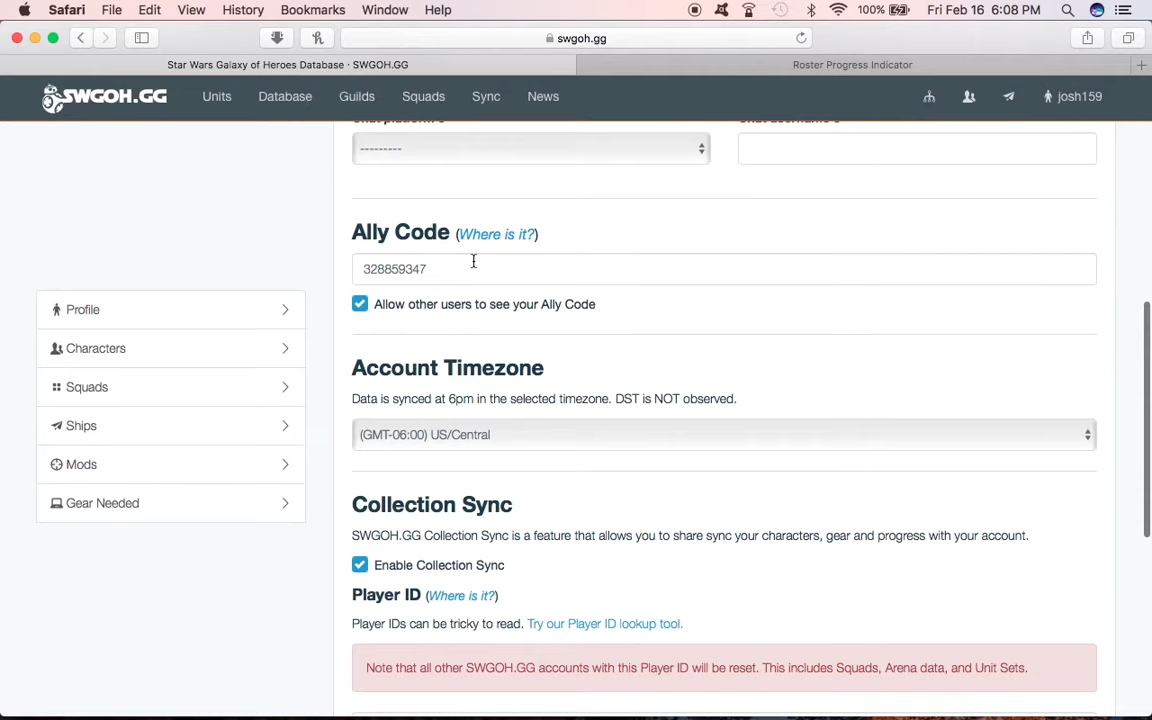 Safari File Edit View History Bookmarks Window Help 100% Fri Feb 16 6:08 PM
swgoh.gg
Star Wars Galaxy of Heroes Database · SWGOH.GG Roster Progress Indicator
SWGOH.GG Units Database Guilds Squads Sync News josh159
---------
Ally Code (Where is it?)
328859347
Allow other users to see your Ally Code
Profile
Characters
Squads
Ships
Mods
Gear Needed
Account Timezone
Data is synced at 6pm in the selected timezone. DST is NOT observed.
(GMT-06:00) US/Central
Collection Sync
SWGOH.GG Collection Sync is a feature that allows you to share sync your characters, gear and progress with your account.
Enable Collection Sync
Player ID (Where is it?)
Player IDs can be tricky to read. Try our Player ID lookup tool.
Note that all other SWGOH.GG accounts with this Player ID will be reset. This includes Squads, Arena data, and Unit Sets.